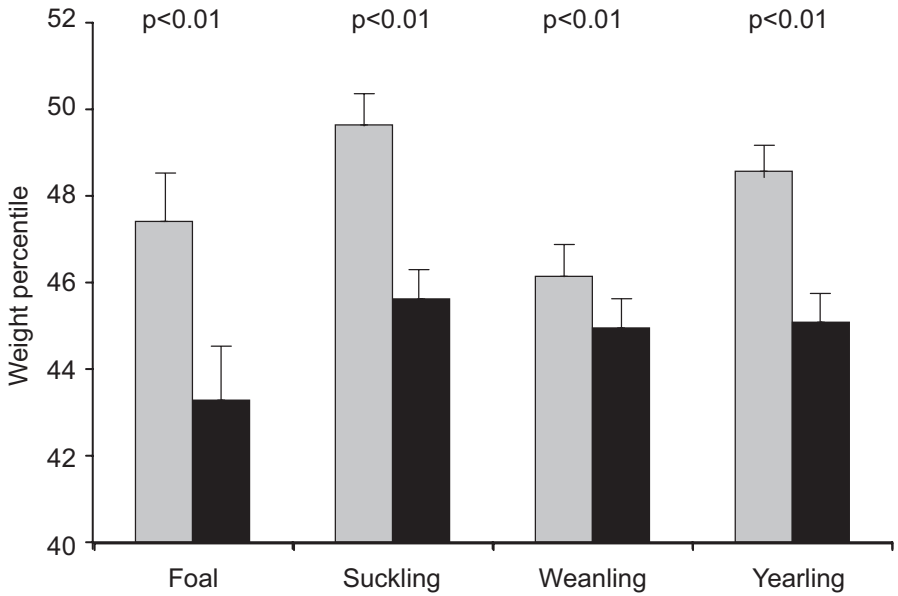 52
p<0.01 p<0.01 p<0.01 p<0.01
50
48
46
44
42
40
Weight percentile
Foal Suckling Weanling Yearling